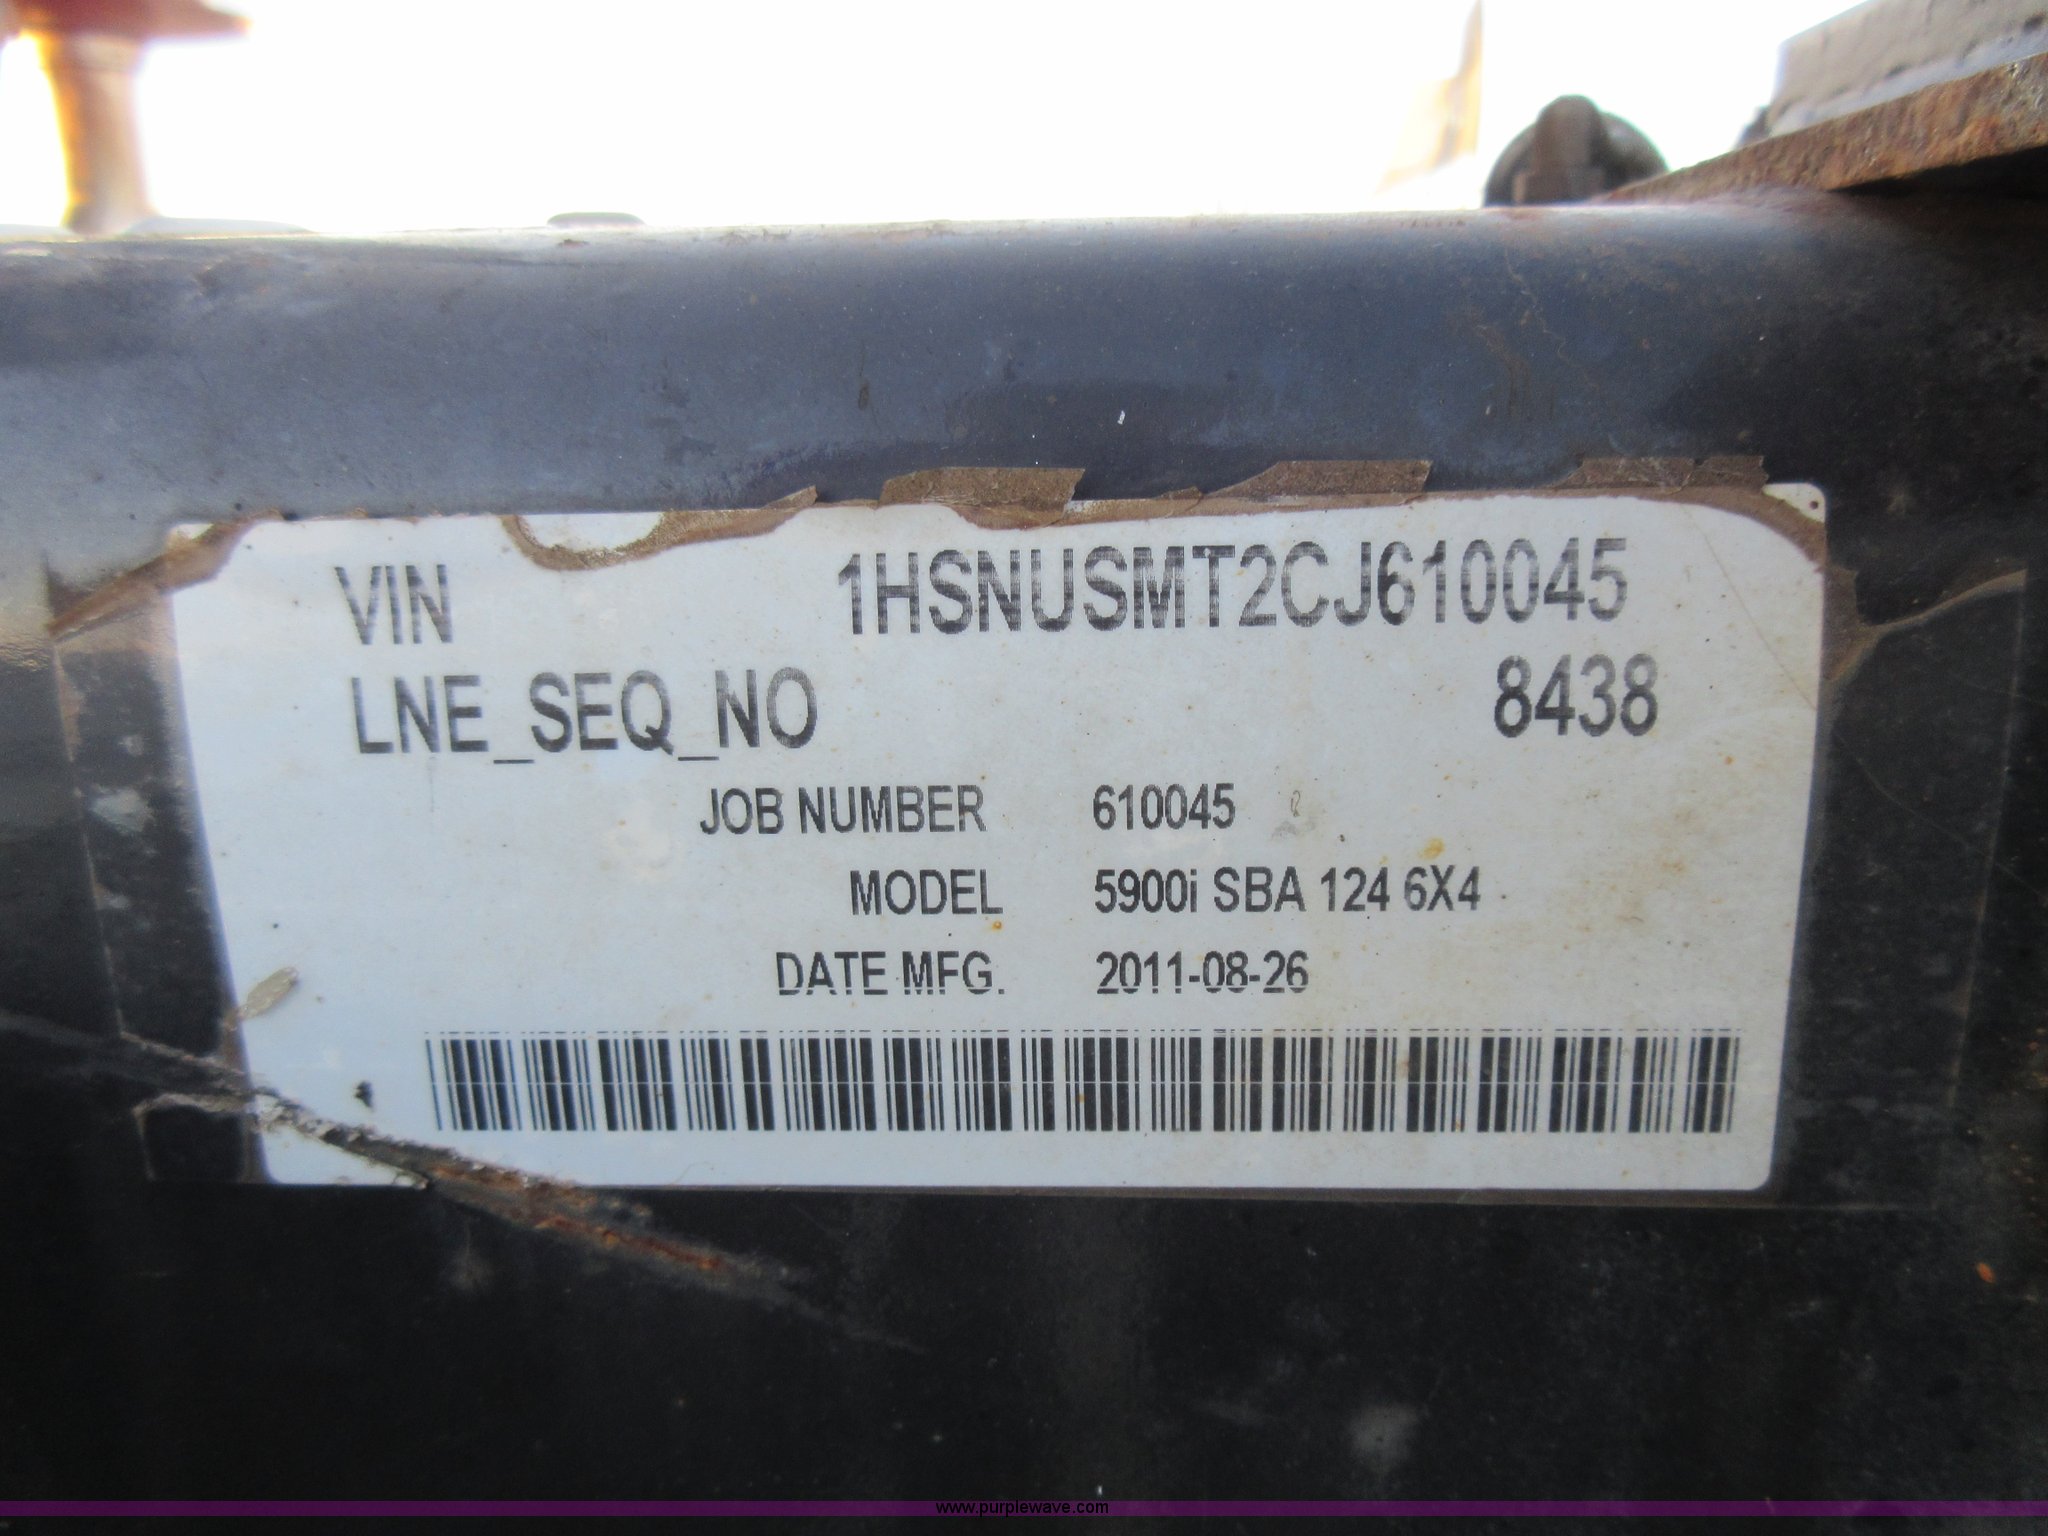 VIN 1HSNUSMT2CJ610045
LNE_SEQ_NO 8438
JOB NUMBER 610045
MODEL 5900i SBA 124 6X4
DATE MFG. 2011-08-26
www.purplewave.com